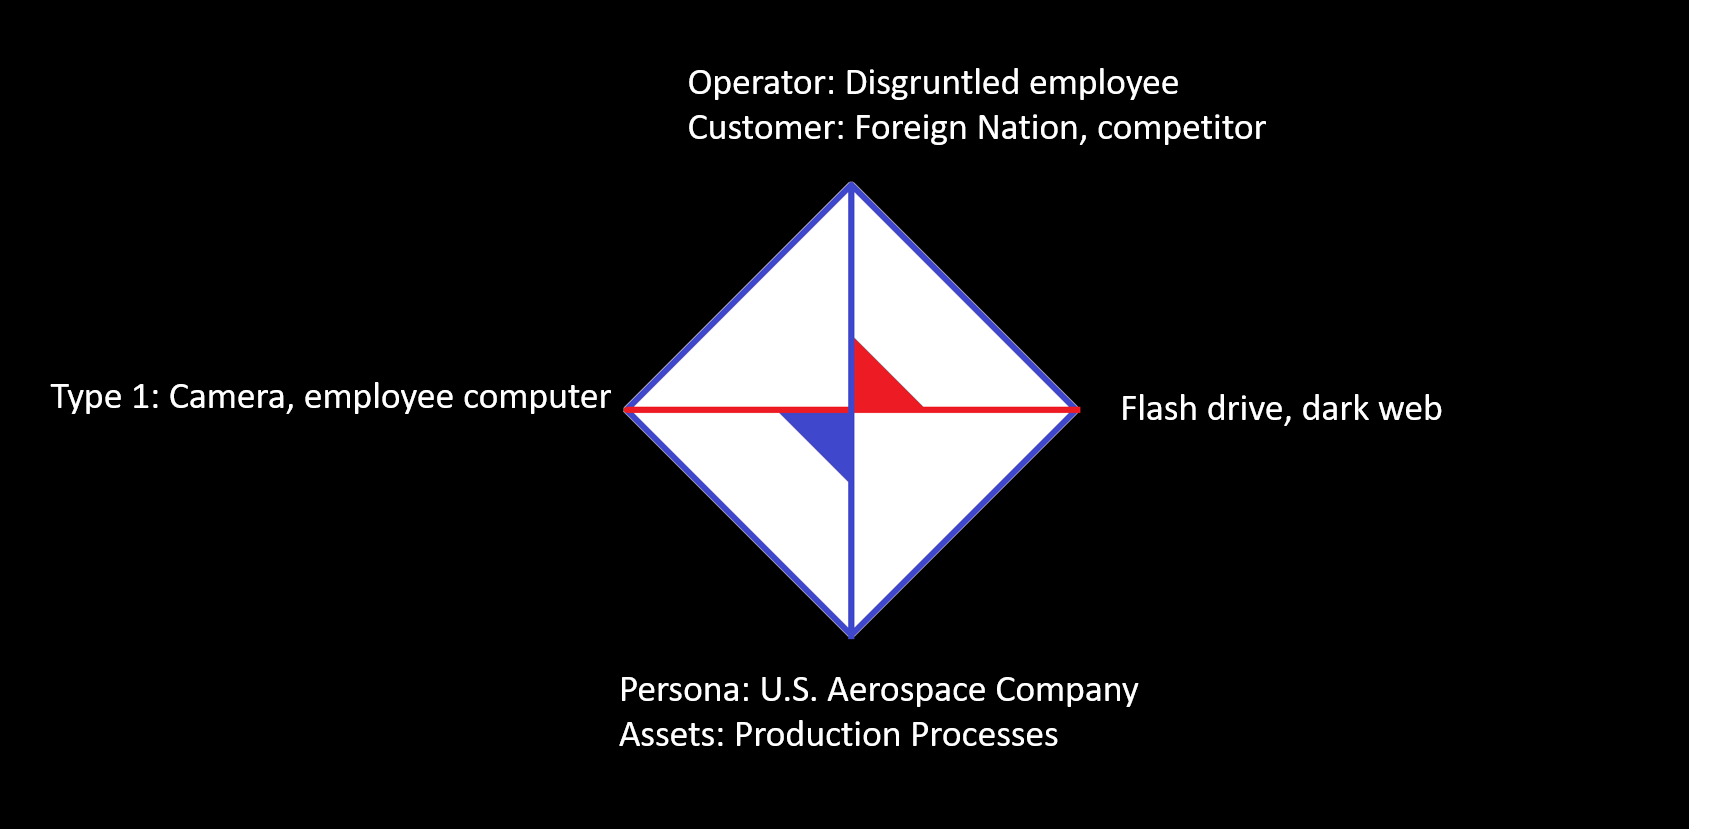 Operator: Disgruntled employee
Customer: Foreign Nation, competitor
Type 1: Camera, employee computer
Flash drive, dark web
Persona: U.S. Aerospace Company
Assets: Production Processes